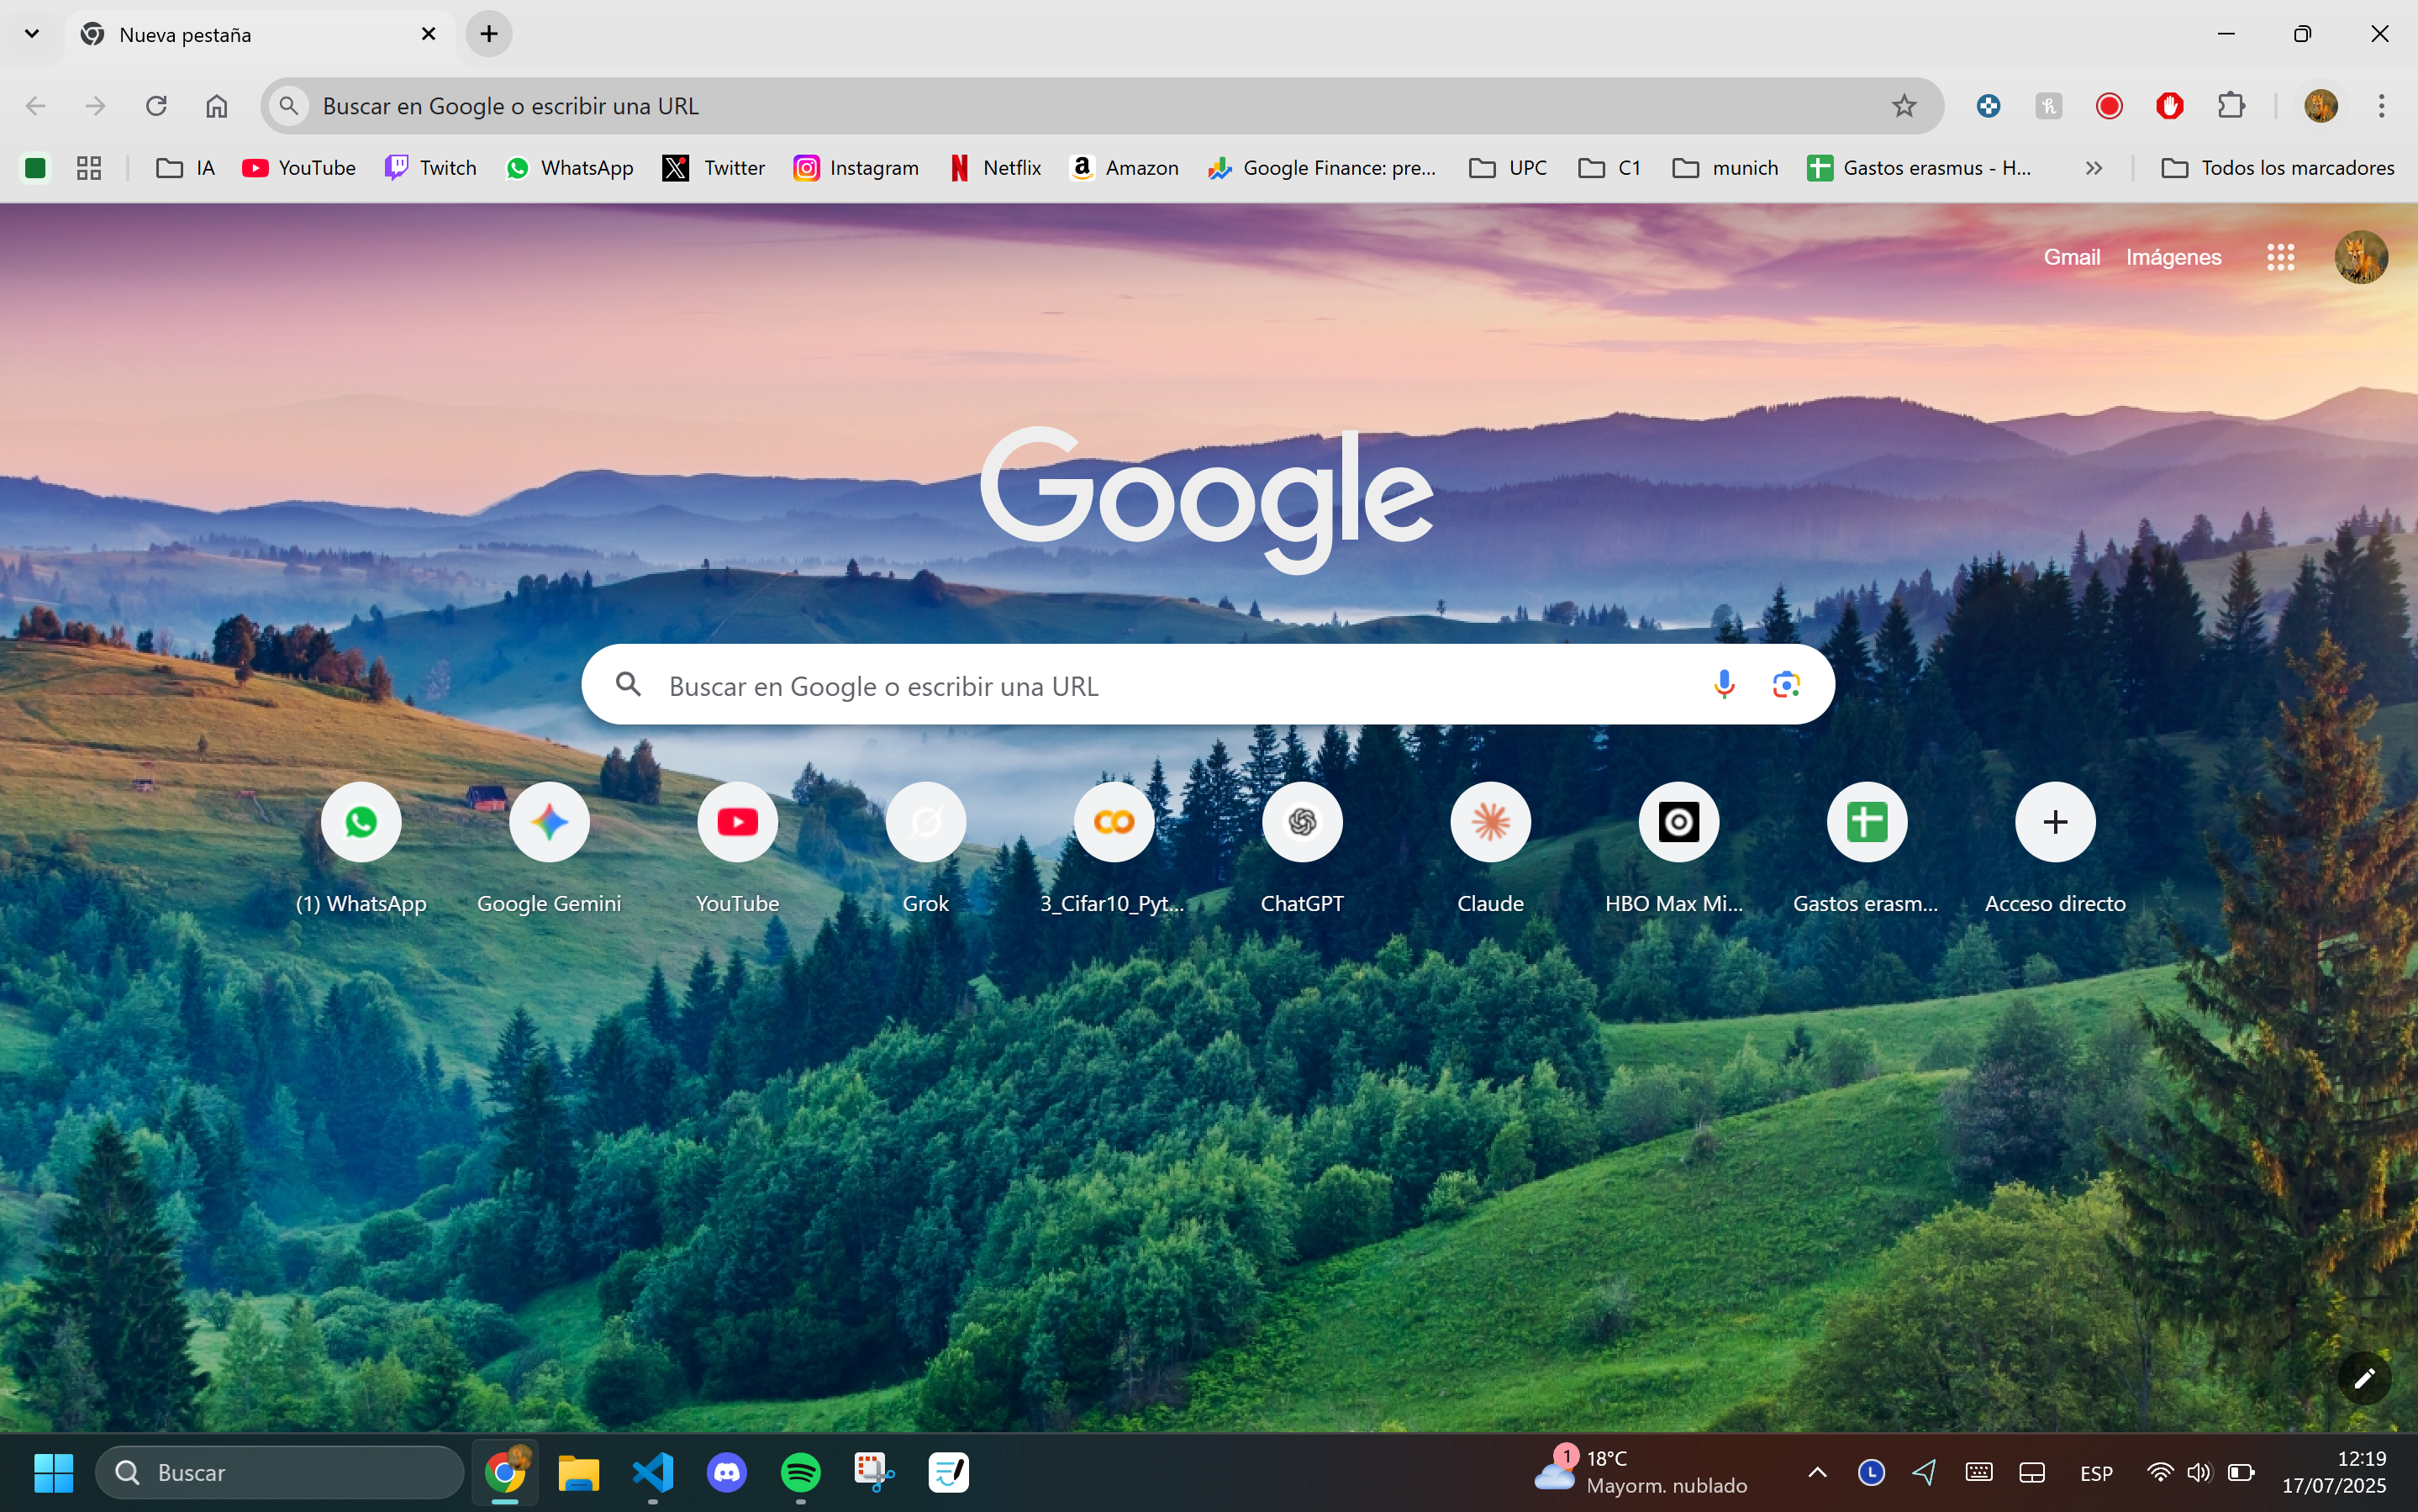 Nueva pestaña
Buscar en Google o escribir una URL
IA
YouTube
Twitch
WhatsApp
Twitter
Instagram
Netflix
Amazon
Google Finance: pre...
UPC
C1
munich
Gastos erasmus - H...
Todos los marcadores
Gmail
Imágenes
Google
Buscar en Google o escribir una URL
(1) WhatsApp
Google Gemini
YouTube
Grok
3_Cifar10_Pyt...
ChatGPT
Claude
HBO Max Mi...
Gastos erasm...
Acceso directo
Buscar
1
18°C
Mayorm. nublado
L
ESP
12:19
17/07/2025